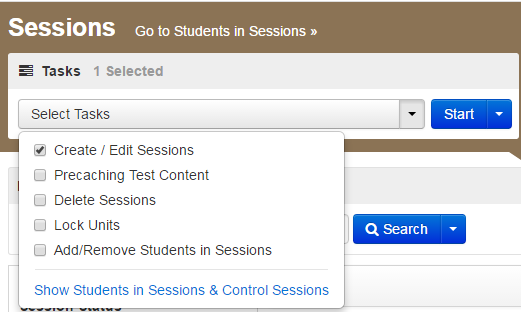 Sessions Go to Students in Sessions »
Tasks 1 Selected
Select Tasks Start
Create / Edit Sessions
Precaching Test Content
Delete Sessions
Lock Units
Search
Add/Remove Students in Sessions
Show Students in Sessions & Control Sessions